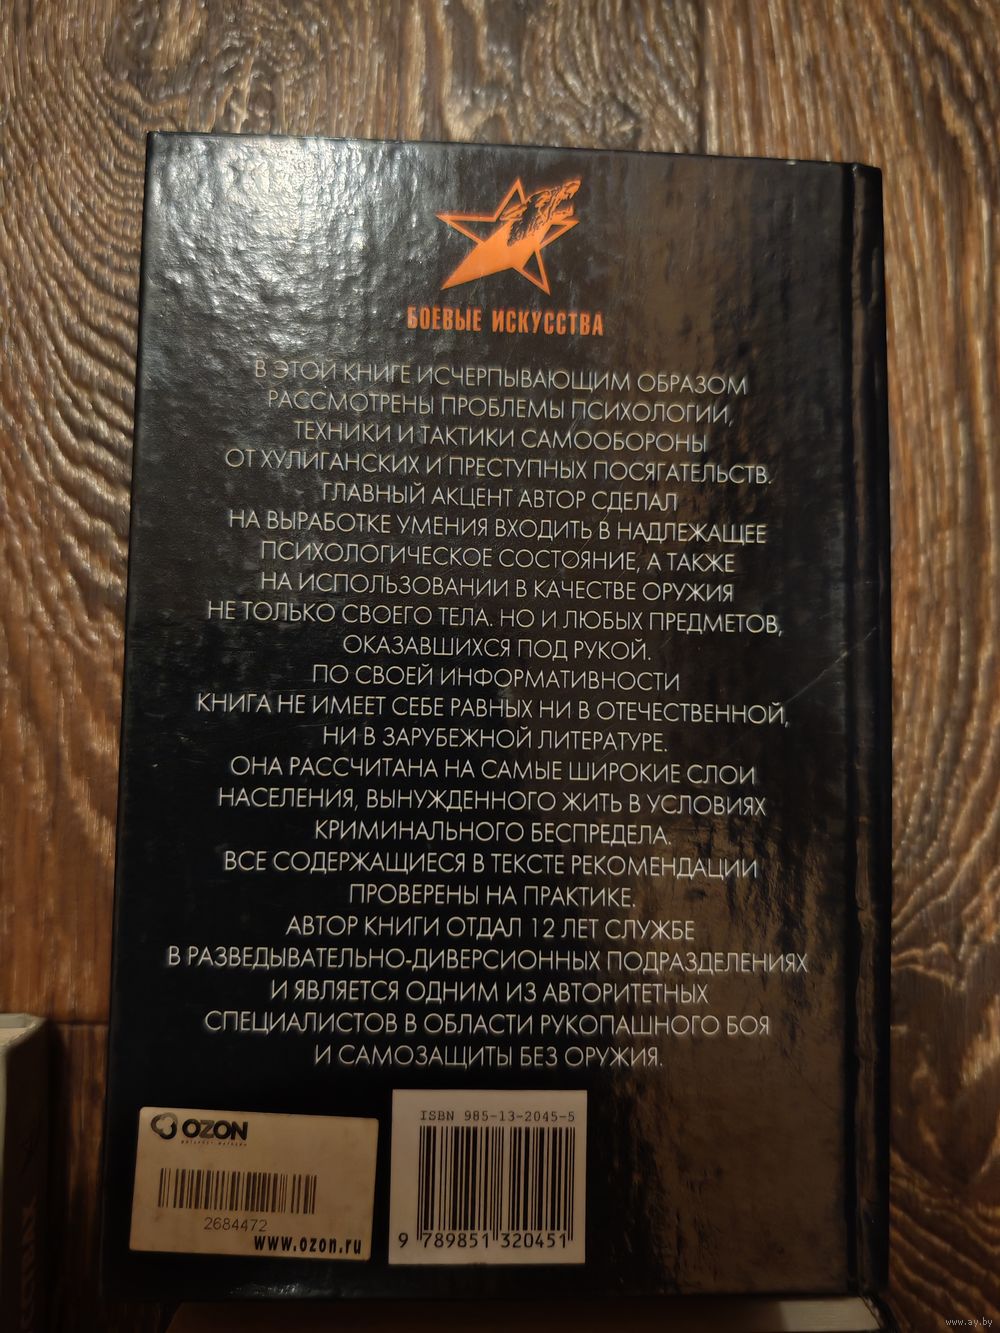 БОЕВЫЕ ИСКУССТВА
В ЭТОЙ КНИГЕ ИСЧЕРПЫВАЮЩИМ ОБРАЗОМ
РАССМОТРЕНЫ ПРОБЛЕМЫ ПСИХОЛОГИИ,
ТЕХНИКИ И ТАКТИКИ САМООБОРОНЫ
ОТ ХУЛИГАНСКИХ И ПРЕСТУПНЫХ ПОСЯГАТЕЛЬСТВ.
ГЛАВНЫЙ АКЦЕНТ АВТОР СДЕЛАЛ
НА ВЫРАБОТКЕ УМЕНИЯ ВХОДИТЬ В НАДЛЕЖАЩЕЕ
ПСИХОЛОГИЧЕСКОЕ СОСТОЯНИЕ, А ТАКЖЕ
НА ИСПОЛЬЗОВАНИИ В КАЧЕСТВЕ ОРУЖИЯ
НЕ ТОЛЬКО СВОЕГО ТЕЛА. НО И ЛЮБЫХ ПРЕДМЕТОВ,
ОКАЗАВШИХСЯ ПОД РУКОЙ.
ПО СВОЕЙ ИНФОРМАТИВНОСТИ
КНИГА НЕ ИМЕЕТ СЕБЕ РАВНЫХ НИ В ОТЕЧЕСТВЕННОЙ,
НИ В ЗАРУБЕЖНОЙ ЛИТЕРАТУРЕ.
ОНА РАССЧИТАНА НА САМЫЕ ШИРОКИЕ СЛОИ
НАСЕЛЕНИЯ, ВЫНУЖДЕННОГО ЖИТЬ В УСЛОВИЯХ
КРИМИНАЛЬНОГО БЕСПРЕДЕЛА.
ВСЕ СОДЕРЖАЩИЕСЯ В ТЕКСТЕ РЕКОМЕНДАЦИИ
ПРОВЕРЕНЫ НА ПРАКТИКЕ.
АВТОР КНИГИ ОТДАЛ 12 ЛЕТ СЛУЖБЕ
В РАЗВЕДЫВАТЕЛЬНО-ДИВЕРСИОННЫХ ПОДРАЗДЕЛЕНИЯХ
И ЯВЛЯЕТСЯ ОДНИМ ИЗ АВТОРИТЕТНЫХ
СПЕЦИАЛИСТОВ В ОБЛАСТИ РУКОПАШНОГО БОЯ
И САМОЗАЩИТЫ БЕЗ ОРУЖИЯ.
OZON
2684472
www.ozon.ru
ISBN 985-13-2045-5
9 789851 320451
www.ay.by